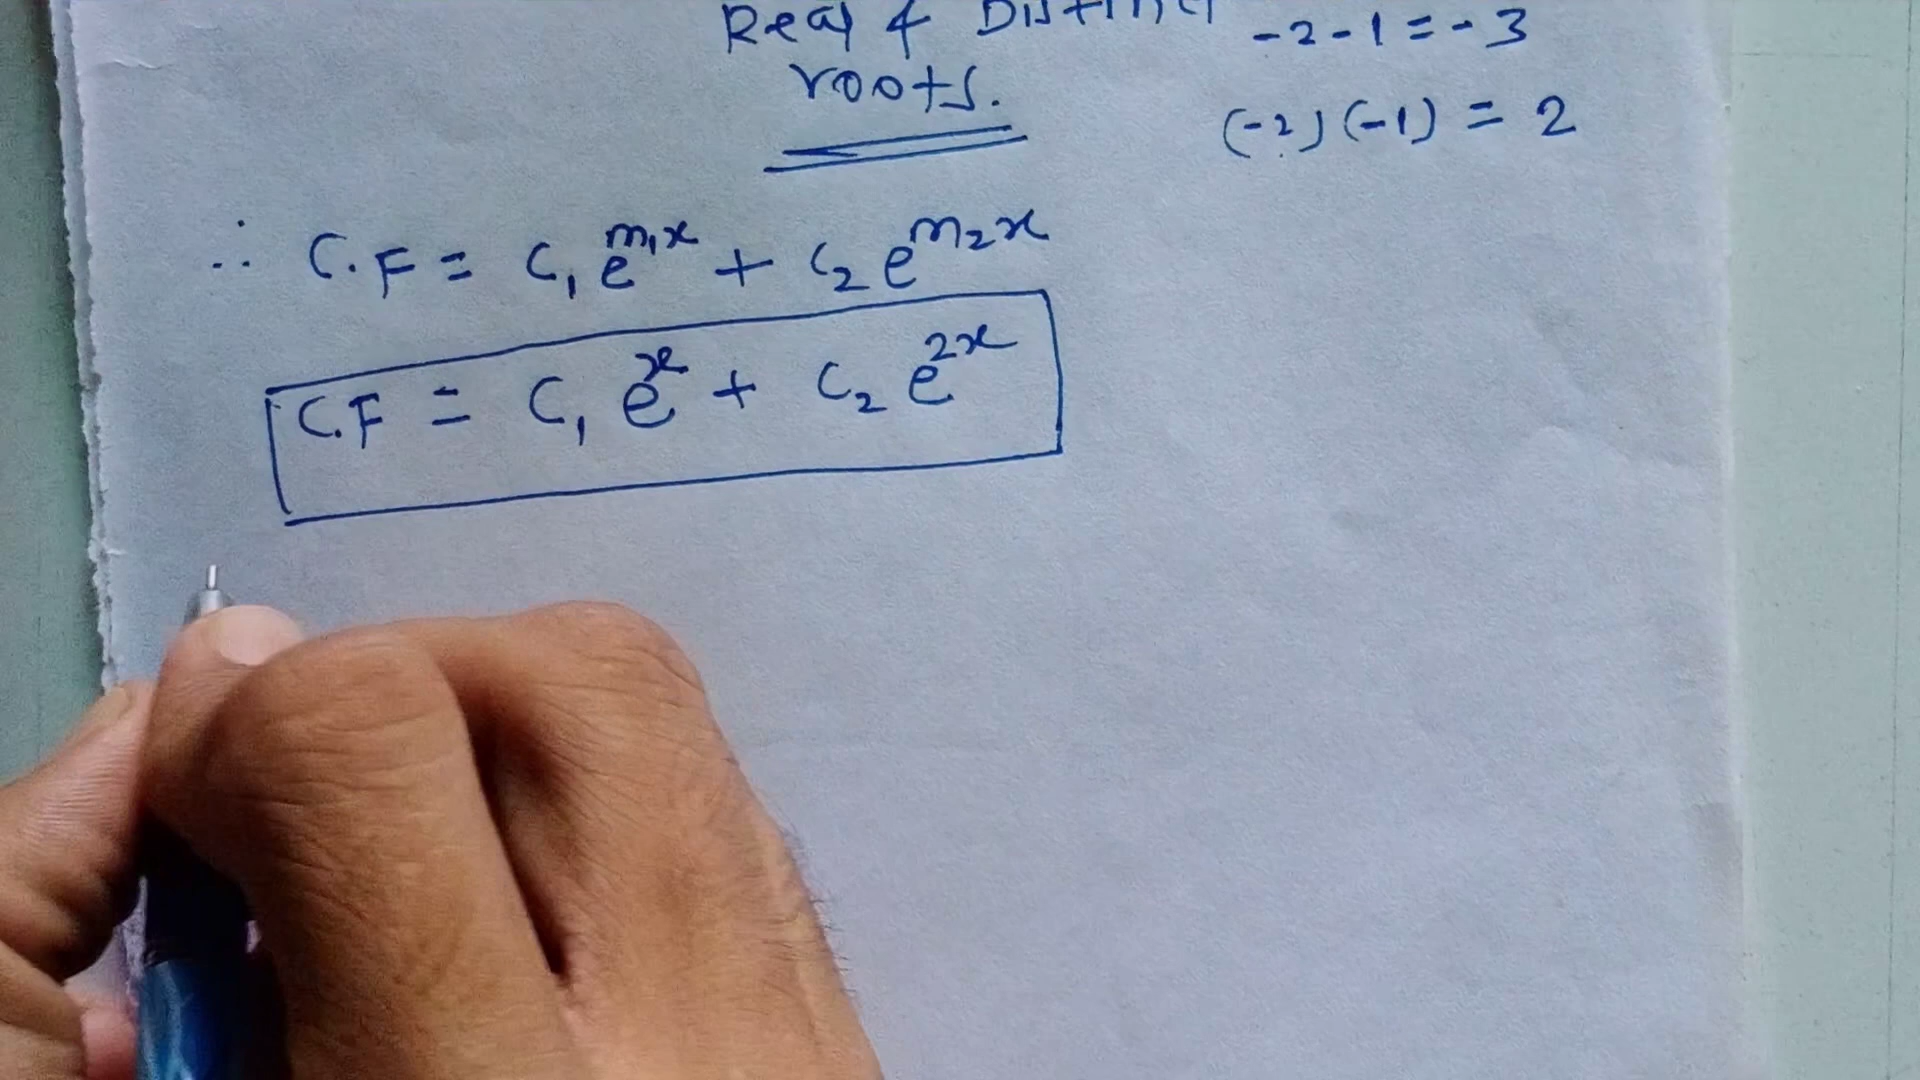 Real & Distinct
roots.
-2-1=-3
(-2)(-1) = 2
∴ C.F = C₁e^{m₁x} + C₂e^{m₂x}
C.F = C₁e^{x} + C₂e^{2x}